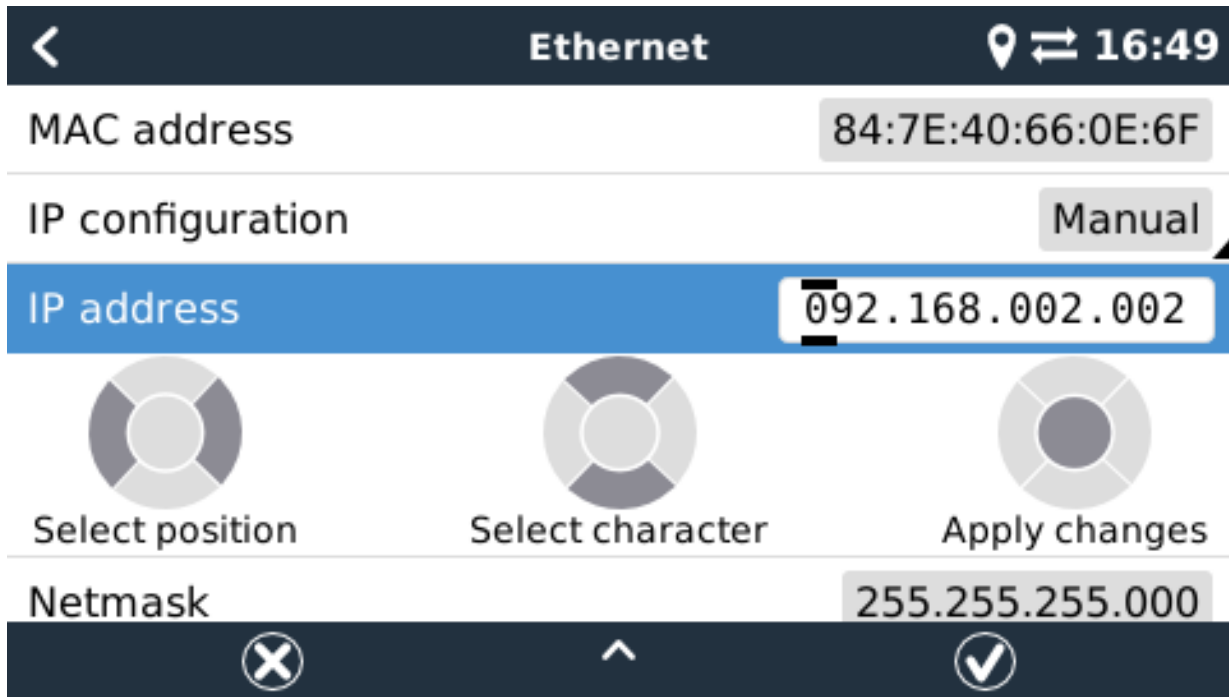 Ethernet 16:49
MAC address 84:7E:40:66:0E:6F
IP configuration Manual
IP address 092.168.002.002
Select position Select character Apply changes
Netmask 255.255.255.000